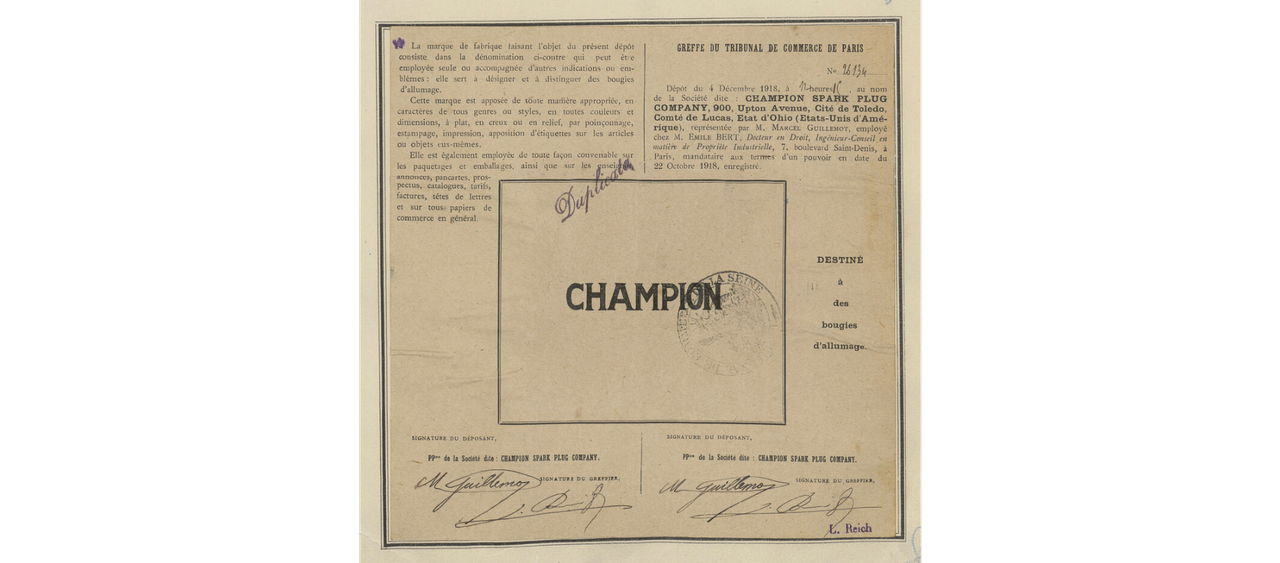 La marque de fabrique faisant l'objet du présent dépôt
consiste dans la dénomination ci-contre qui peut être
employée seule ou accompagnée d'autres indications ou em-
blèmes : elle sert à désigner et à distinguer des bougies
d'allumage.
Cette marque est apposée de toute manière appropriée, en
caractères de tous genres ou styles, en toutes couleurs et
dimensions, à plat, en creux ou en relief, par poinçonnage,
estampage, impression, apposition d'étiquettes sur les articles
ou objets eux-mêmes.
Elle est également employée de toute façon convenable sur
les paquetages et emballages, ainsi que sur les enseignes
annonces, pancartes, pros-
pectus, catalogues, tarifs,
factures, têtes de lettres
et sur tous papiers de
commerce en général.
GREFFE DU TRIBUNAL DE COMMERCE DE PARIS
No 26134
Dépôt du 4 Décembre 1918, à heures, au nom
de la Société dite : CHAMPION SPARK PLUG
COMPANY, 900, Upton Avenue, Cité de Toledo,
Comté de Lucas, Etat d'Ohio (Etats-Unis d'Amé-
rique), représentée par M. MARCEL GUILLEMOT, employé
chez M. EMILE BERT, Docteur en Droit, Ingénieur-Conseil en
matière de Propriété Industrielle, 7, boulevard Saint-Denis, à
Paris, mandataire aux termes d'un pouvoir en date du
22 Octobre 1918, enregistré.
Duplicata
CHAMPION
LA SEINE
DESTINÉ
à
des
bougies
d'allumage.
SIGNATURE DU DÉPOSANT,
PPon de la Société dite : CHAMPION SPARK PLUG COMPANY.
M Guillemot
SIGNATURE DU GREFFIER,
SIGNATURE DU DÉPOSANT,
PPon de la Société dite : CHAMPION SPARK PLUG COMPANY.
M Guillemot
SIGNATURE DU GREFFIER,
L. Reich